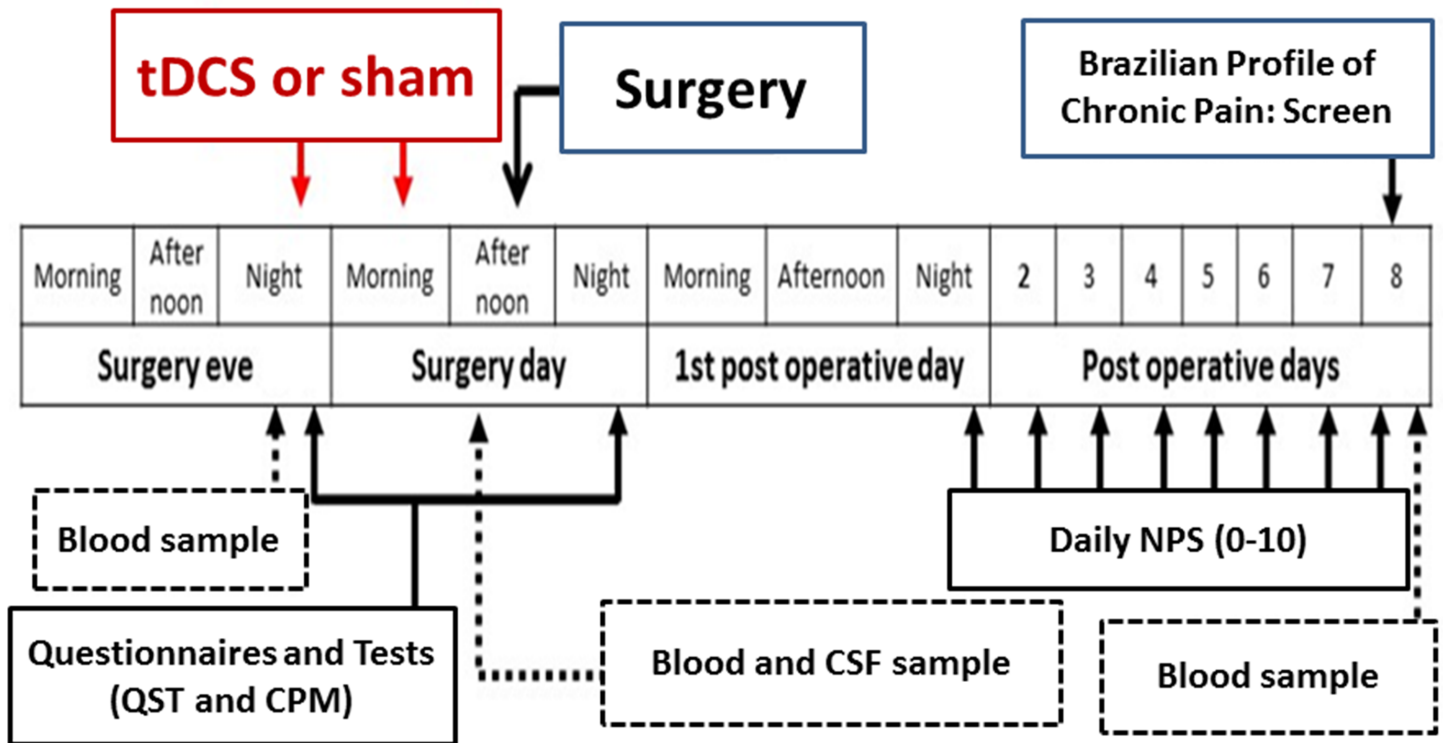 tDCS or sham
Surgery
Brazilian Profile of
Chronic Pain: Screen
Morning
After
noon
Night
Morning
After
noon
Night
Morning
Afternoon
Night
2
3
4
5
6
7
8
Surgery eve
Surgery day
1st post operative day
Post operative days
Blood sample
Daily NPS (0-10)
Questionnaires and Tests
(QST and CPM)
Blood and CSF sample
Blood sample